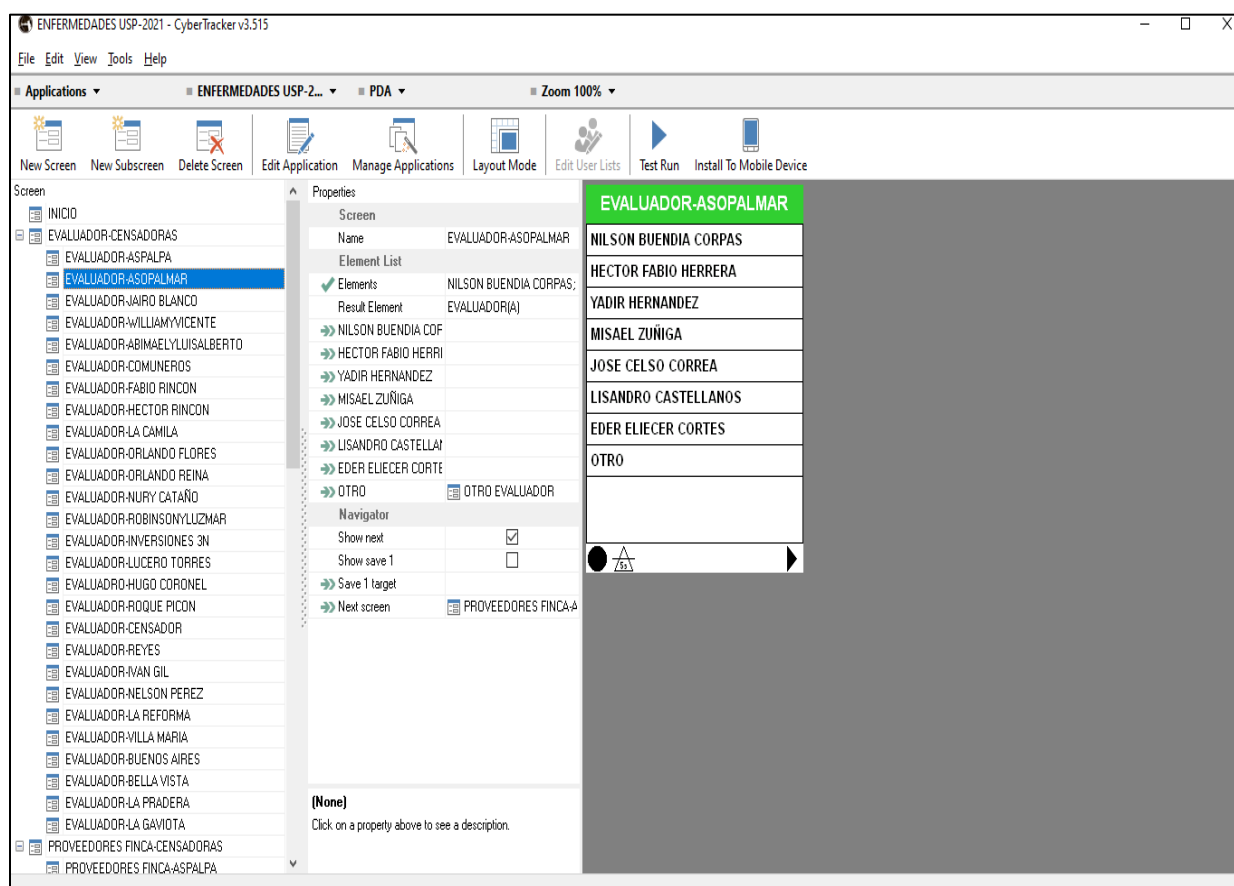 ENFERMEDADES USP-2021 - CyberTracker v3.515
File Edit View Tools Help
Applications ENFERMEDADES USP-2... PDA Zoom 100%
New Screen New Subscreen Delete Screen Edit Application Manage Applications Layout Mode Edit User Lists Test Run Install To Mobile Device
Screen
INICIO
EVALUADOR-CENSADORAS
EVALUADOR-ASPALPA
EVALUADOR-ASOPALMAR
EVALUADOR-JAIRO BLANCO
EVALUADOR-WILLIAMYVICENTE
EVALUADOR-ABIMAELYLUISALBERTO
EVALUADOR-COMUNEROS
EVALUADOR-FABIO RINCON
EVALUADOR-HECTOR RINCON
EVALUADOR-LA CAMILA
EVALUADOR-ORLANDO FLORES
EVALUADOR-ORLANDO REINA
EVALUADOR-NURY CATAÑO
EVALUADOR-ROBINSONYLUZMAR
EVALUADOR-INVERSIONES 3N
EVALUADOR-LUCERO TORRES
EVALUADRO-HUGO CORONEL
EVALUADOR-ROQUE PICON
EVALUADOR-CENSADOR
EVALUADOR-REYES
EVALUADOR-IVAN GIL
EVALUADOR-NELSON PEREZ
EVALUADOR-LA REFORMA
EVALUADOR-VILLA MARIA
EVALUADOR-BUENOS AIRES
EVALUADOR-BELLA VISTA
EVALUADOR-LA PRADERA
EVALUADOR-LA GAVIOTA
PROVEEDORES FINCA-CENSADORAS
PROVEEDORES FINCA-ASPALPA
Properties
Screen
Name EVALUADOR-ASOPALMAR
Element List
Elements NILSON BUENDIA CORPAS;
Result Element EVALUADOR(A)
NILSON BUENDIA COF
HECTOR FABIO HERRI
YADIR HERNANDEZ
MISAEL ZUÑIGA
JOSE CELSO CORREA
LISANDRO CASTELLAI
EDER ELIECER CORTE
OTRO OTRO EVALUADOR
Navigator
Show next
Show save 1
Save 1 target
Next screen PROVEEDORES FINCA-A
(None)
Click on a property above to see a description.
EVALUADOR-ASOPALMAR
NILSON BUENDIA CORPAS
HECTOR FABIO HERRERA
YADIR HERNANDEZ
MISAEL ZUÑIGA
JOSE CELSO CORREA
LISANDRO CASTELLANOS
EDER ELIECER CORTES
OTRO